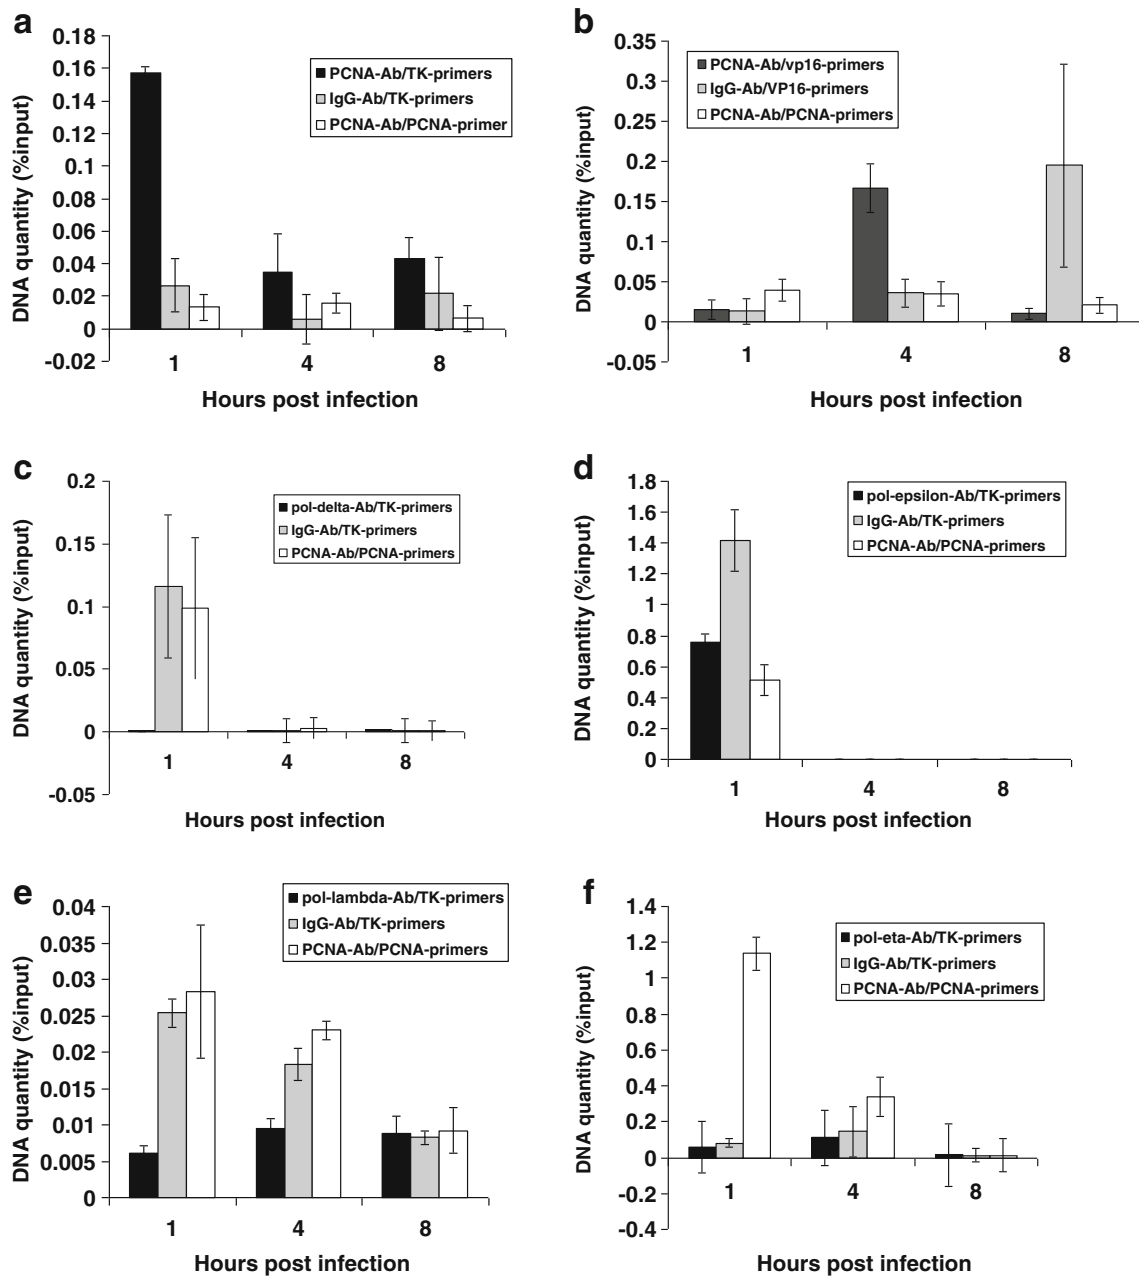 a
0.18
0.16
0.14
0.12
0.1
0.08
0.06
0.04
0.02
0
-0.02
DNA quantity (%input)
PCNA-Ab/TK-primers
IgG-Ab/TK-primers
PCNA-Ab/PCNA-primer
1 4 8
Hours post infection
b
0.35
0.3
0.25
0.2
0.15
0.1
0.05
0
-0.05
DNA quantity (%input)
PCNA-Ab/vp16-primers
IgG-Ab/VP16-primers
PCNA-Ab/PCNA-primers
1 4 8
Hours post infection
c
0.2
0.15
0.1
0.05
0
-0.05
DNA quantity (%input)
pol-delta-Ab/TK-primers
IgG-Ab/TK-primers
PCNA-Ab/PCNA-primers
1 4 8
Hours post infection
d
1.8
1.6
1.4
1.2
1
0.8
0.6
0.4
0.2
0
DNA quantity (%input)
pol-epsilon-Ab/TK-primers
IgG-Ab/TK-primers
PCNA-Ab/PCNA-primers
1 4 8
Hours post infection
e
0.04
0.035
0.03
0.025
0.02
0.015
0.01
0.005
0
DNA quantity (%input)
pol-lambda-Ab/TK-primers
IgG-Ab/TK-primers
PCNA-Ab/PCNA-primers
1 4 8
Hours post infection
f
1.4
1.2
1
0.8
0.6
0.4
0.2
0
-0.2
-0.4
DNA quantity (%input)
pol-eta-Ab/TK-primers
IgG-Ab/TK-primers
PCNA-Ab/PCNA-primers
1 4 8
Hours post infection